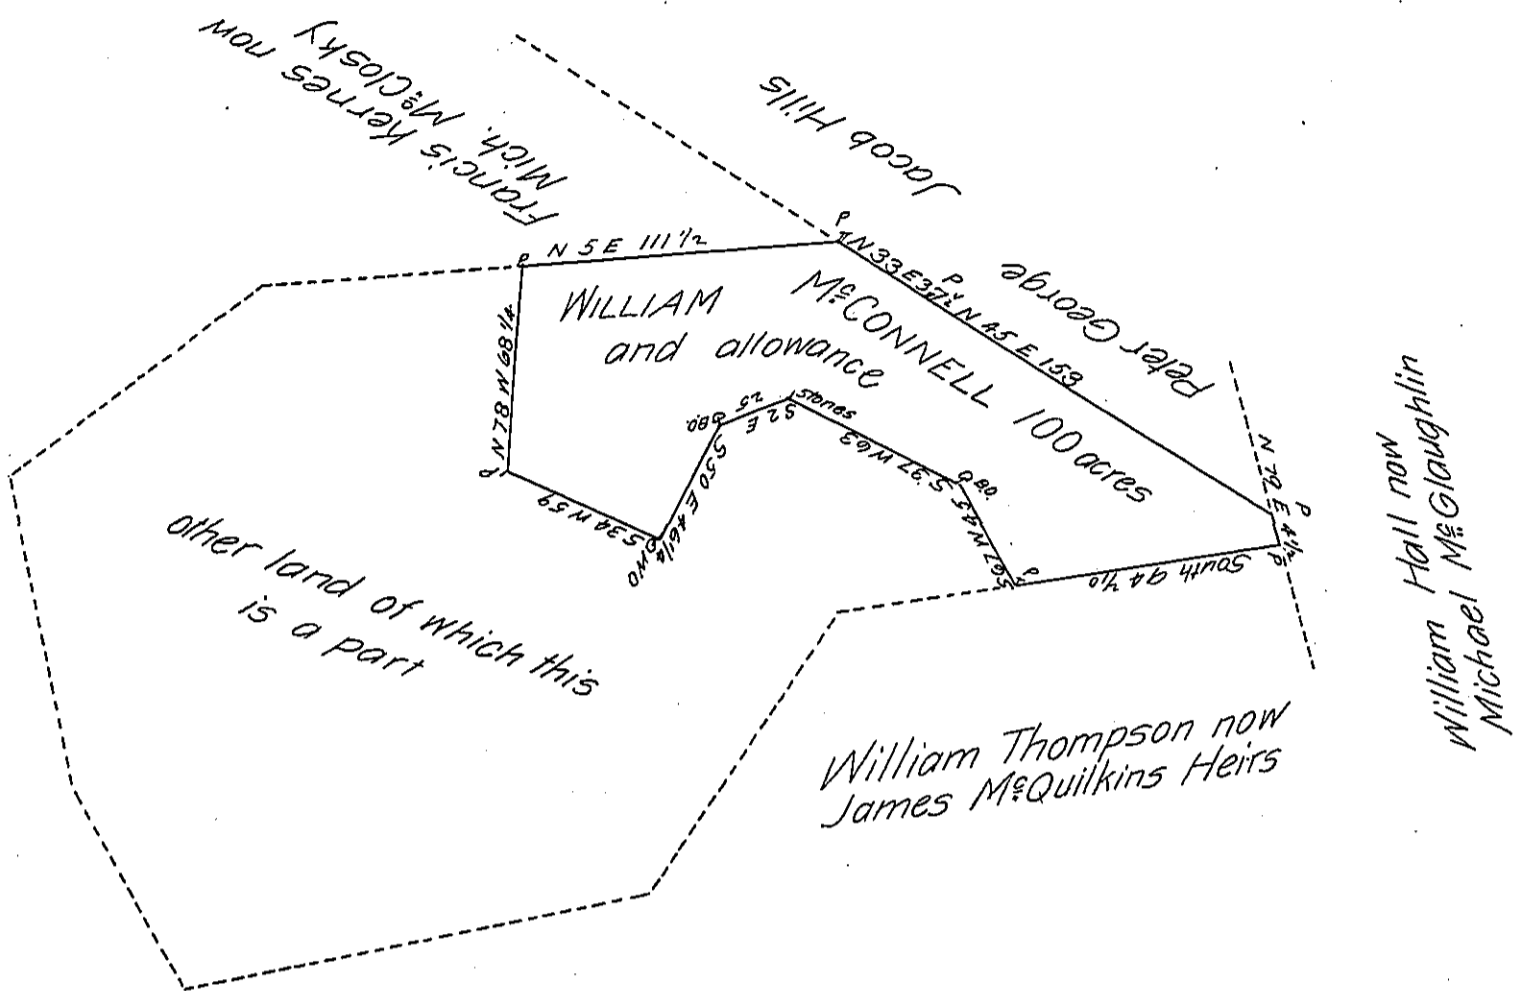 Francis Kernes now
Mich. McClosky
Jacob Hills
Peter George
William Hall now
Michael McGlaughlin
P
N 5 E 111 1/2
P
N 33 E 37 1/2
P
N 45 E 153
P
N 79 E 4 1/2
P
South 94 7/10
P
S 67 W 45
B.O.
S 37 W 63
Stones
S 2 E 25
B.O.
S 50 E 46 1/4
W O
S 34 W 59
P
N 78 W 68 1/4
WILLIAM McCONNELL 100 acres
and allowance
other land of which this
is a part
William Thompson now
James McQuilkins Heirs